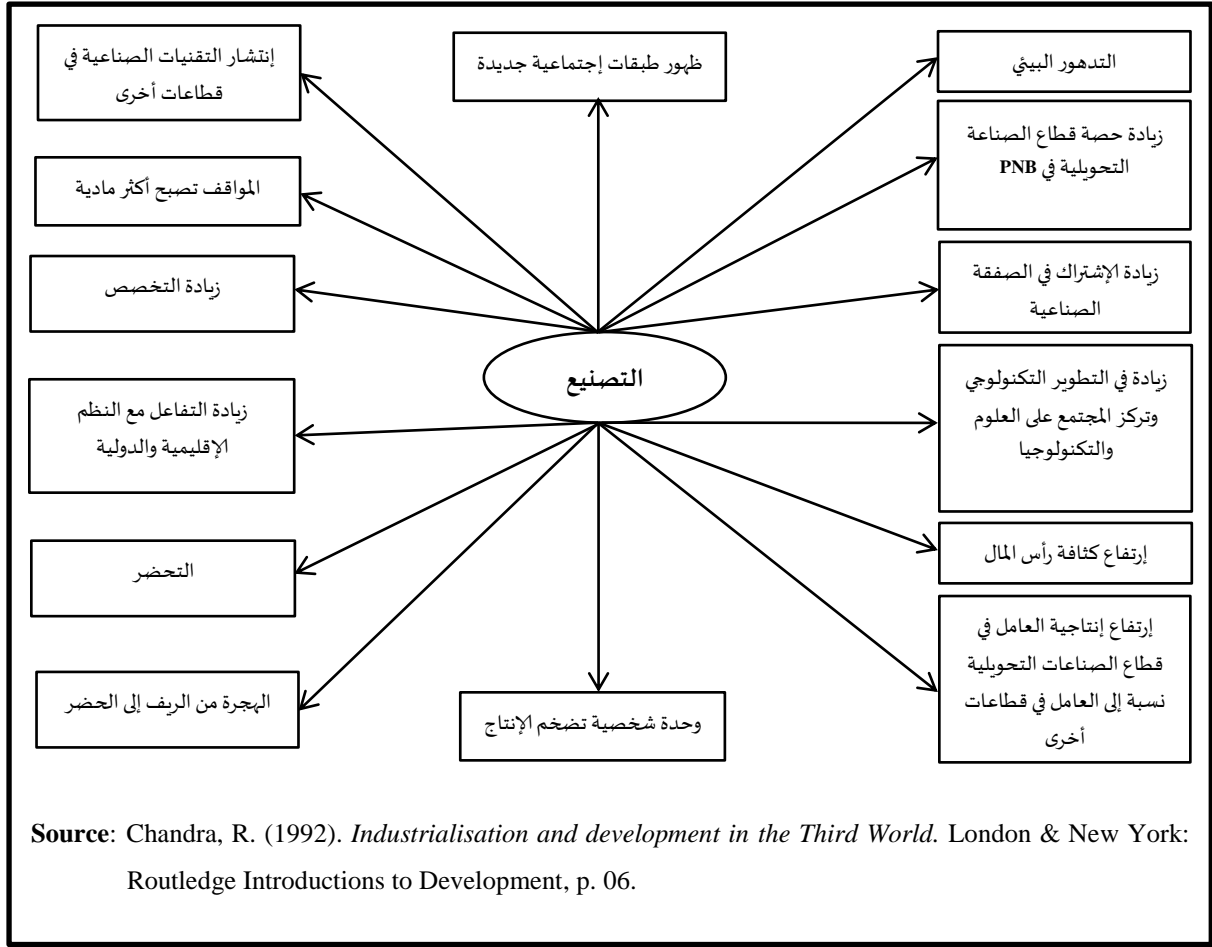 التدهور البيئي
زيادة حصة قطاع الصناعة
التحويلية في PNB
زيادة الإشتراك في الصفقة
الصناعية
زيادة في التطوير التكنولوجي
وتركز المجتمع على العلوم
والتكنولوجيا
إرتفاع كثافة رأس المال
إرتفاع إنتاجية العامل في
قطاع الصناعات التحويلية
نسبة إلى العامل في قطاعات
أخرى
ظهور طبقات إجتماعية جديدة
التصنيع
وحدة شخصية تضخم الإنتاج
إنتشار التقنيات الصناعية في
قطاعات أخرى
المواقف تصبح أكثر مادية
زيادة التخصص
زيادة التفاعل مع النظم
الإقليمية والدولية
التحضر
الهجرة من الريف إلى الحضر
Source: Chandra, R. (1992). Industrialisation and development in the Third World. London & New York:
Routledge Introductions to Development, p. 06.